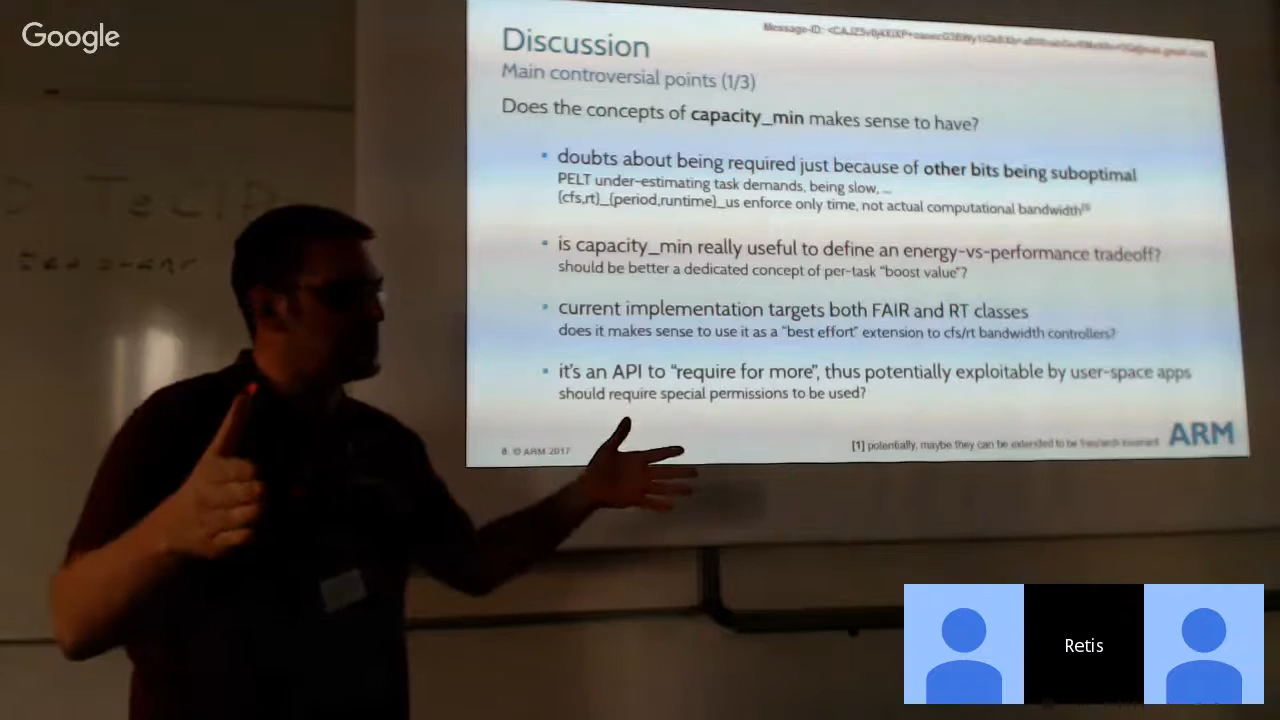 Google
Discussion
Message-ID:
Main controversial points (1/3)
Does the concepts of capacity_min makes sense to have?
• doubts about being required just because of other bits being suboptimal
PELT under-estimating task demands, being slow, ...
{cfs,rt}_{period,runtime}_us enforce only time, not actual computational bandwidth[1]
• is capacity_min really useful to define an energy-vs-performance tradeoff?
should be better a dedicated concept of per-task "boost value"?
• current implementation targets both FAIR and RT classes
does it makes sense to use it as a "best effort" extension to cfs/rt bandwidth controllers?
• it's an API to "require for more", thus potentially exploitable by user-space apps
should require special permissions to be used?
8 © ARM 2017
[1] potentially, maybe they can be extended to be
ARM
Retis